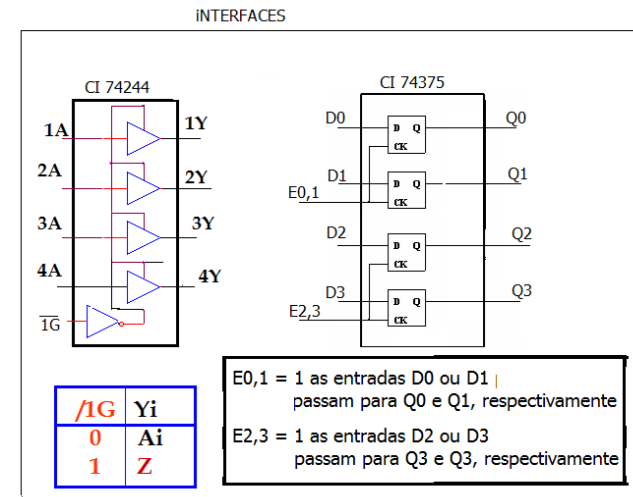 iNTERFACES
CI 74244
1A
1Y
2A
2Y
3A
3Y
4A
4Y
1G
CI 74375
D0
D Q
CK
Q0
D1
D Q
CK
Q1
E0,1
D2
D Q
CK
Q2
D3
D Q
CK
Q3
E2,3
/1G Yi
0 Ai
1 Z
E0,1 = 1 as entradas D0 ou D1
passam para Q0 e Q1, respectivamente
E2,3 = 1 as entradas D2 ou D3
passam para Q3 e Q3, respectivamente